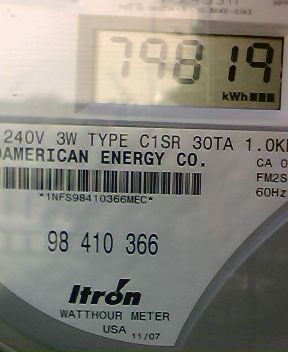 79819
kWh
240V 3W TYPE C1SR 30TA 1.0K
DAMERICAN ENERGY CO.
CA 0
FM2S
60Hz
*1NFS98410366MEC*
98 410 366
Itron
WATTHOUR METER
USA 11/07